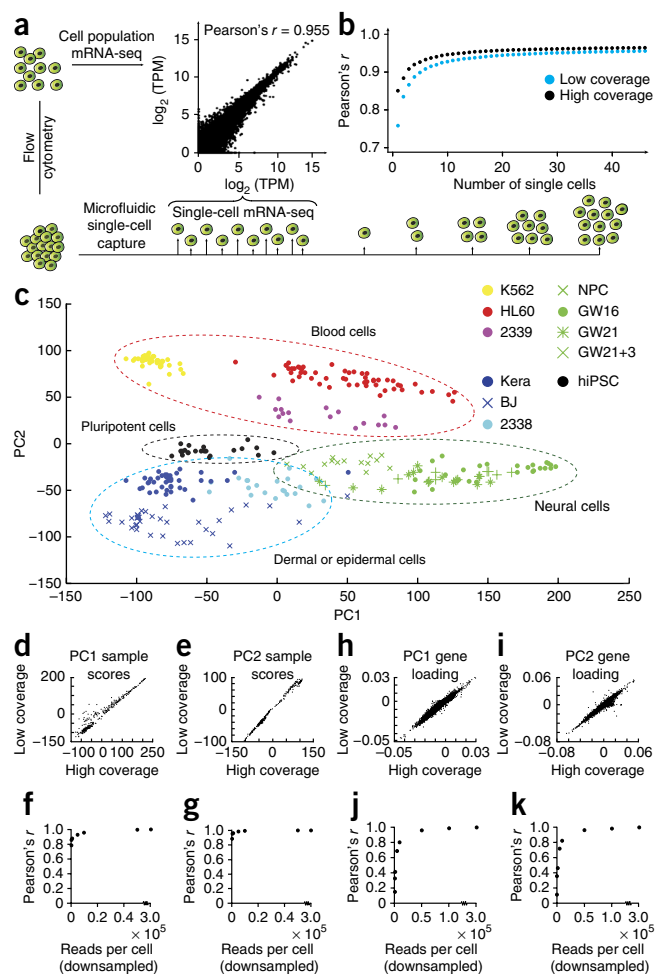 a
Cell population
mRNA-seq
Flow
cytometry
Pearson's r = 0.955
log2 (TPM)
15
10
5
0
0 5 10 15
log2 (TPM)
Microfluidic
single-cell
capture
Single-cell mRNA-seq
b
Pearson's r
1.0
0.9
0.8
0.7
Low coverage
High coverage
0 10 20 30 40
Number of single cells
c
PC2
150
100
50
0
−50
−100
−150
−150 −100 −50 0 50 100 150 200 250
PC1
K562
HL60
2339
Kera
BJ
2338
NPC
GW16
GW21
GW21+3
hiPSC
Blood cells
Pluripotent cells
Neural cells
Dermal or epidermal cells
d
PC1 sample
scores
Low coverage
200
0
−150
−100 0 100 250
High coverage
e
PC2 sample
scores
Low coverage
100
0
−100
−100 0 150
High coverage
h
PC1 gene
loading
Low coverage
0.03
0
−0.05
−0.05 0 0.03
High coverage
i
PC2 gene
loading
Low coverage
0.06
0
−0.08
−0.08 0 0.06
High coverage
f
Pearson's r
1.0
0.8
0.6
0.4
0.2
0
0 0.2 0.4 3.0
× 10^5
Reads per cell
(downsampled)
g
Pearson's r
1.0
0.8
0.6
0.4
0.2
0
0 0.2 0.4 3.0
× 10^5
Reads per cell
(downsampled)
j
Pearson's r
1.0
0.8
0.6
0.4
0.2
0
0 0.5 1.0 3.0
× 10^5
Reads per cell
(downsampled)
k
Pearson's r
1.0
0.8
0.6
0.4
0.2
0
0 0.5 1.0 3.0
× 10^5
Reads per cell
(downsampled)